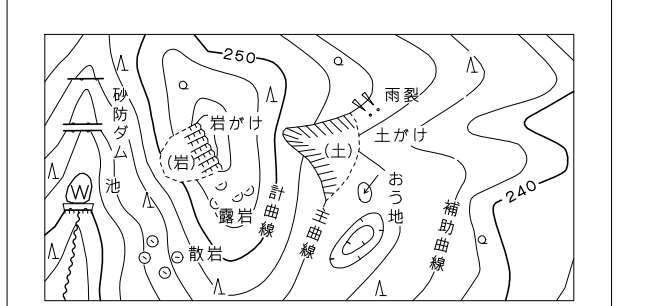 250
雨裂
砂防ダム
岩がけ
土がけ
(岩)
(土)
池
W
おう地
240
露岩
計曲線
主曲線
補助曲線
散岩